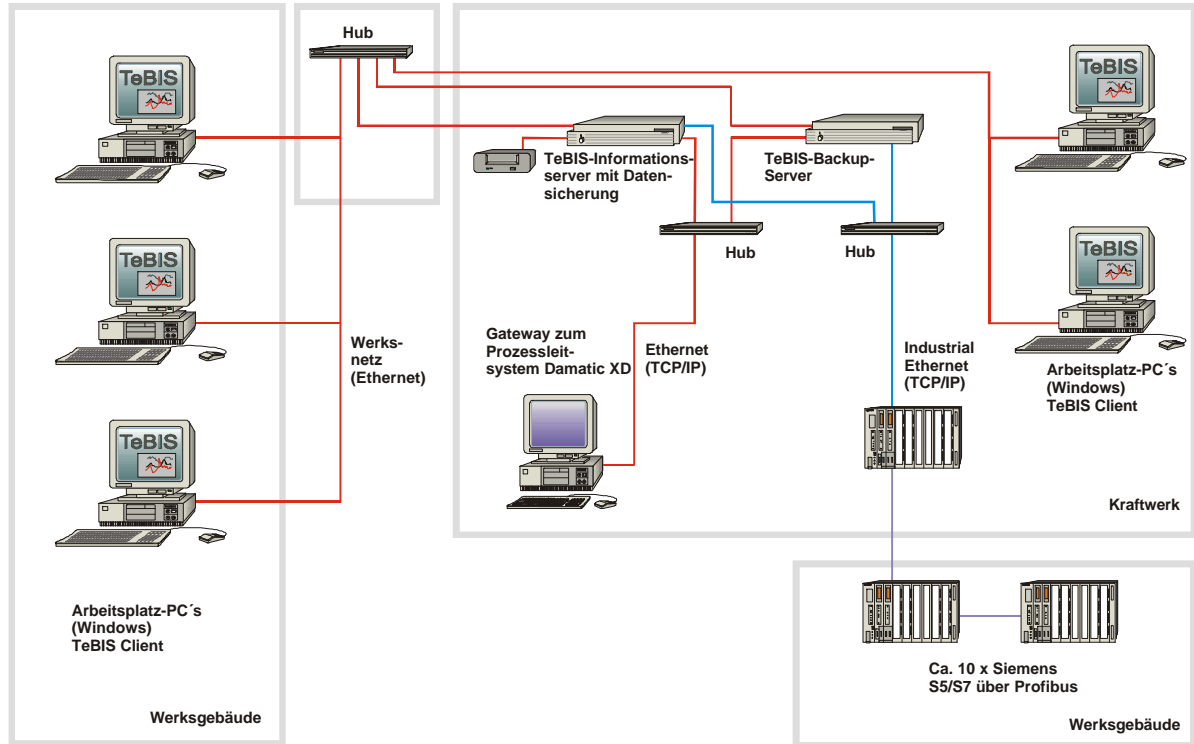 Hub
TeBIS
TeBIS
TeBIS
Arbeitsplatz-PC´s
(Windows)
TeBIS Client
Werksgebäude
Werks-
netz
(Ethernet)
TeBIS-Informations-
server mit Daten-
sicherung
TeBIS-Backup-
Server
Hub
Hub
Gateway zum
Prozessleit-
system Damatic XD
Ethernet
(TCP/IP)
Industrial
Ethernet
(TCP/IP)
TeBIS
TeBIS
Arbeitsplatz-PC´s
(Windows)
TeBIS Client
Kraftwerk
Ca. 10 x Siemens
S5/S7 über Profibus
Werksgebäude